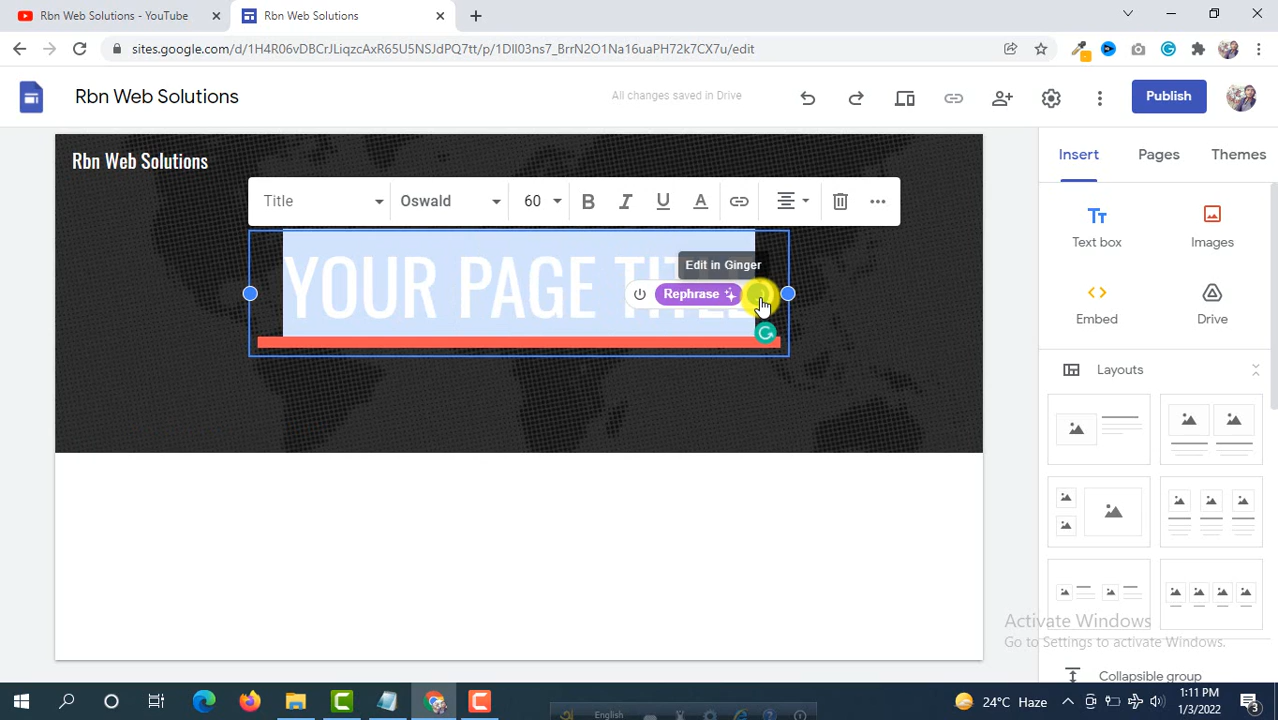 Rbn Web Solutions - YouTube
Rbn Web Solutions
sites.google.com/d/1H4R06vDBCrJLiqzcAxR65U5NSJdPQ7tt/p/1Dll03ns7_BrrN2O1Na16uaPH72k7CX7u/edit
Rbn Web Solutions
All changes saved in Drive
Publish
Rbn Web Solutions
Insert
Pages
Themes
Title
Oswald
60
B
I
U
A
YOUR PAGE TITLE
Edit in Ginger
Rephrase
Text box
Images
Embed
Drive
Layouts
Activate Windows
Go to Settings to activate Windows.
Collapsible group
English
24°C Haze
1:11 PM
1/3/2022
3